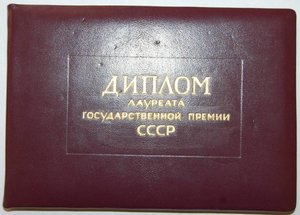 ДИПЛОМ
ЛАУРЕАТА
ГОСУДАРСТВЕННОЙ ПРЕМИИ
СССР